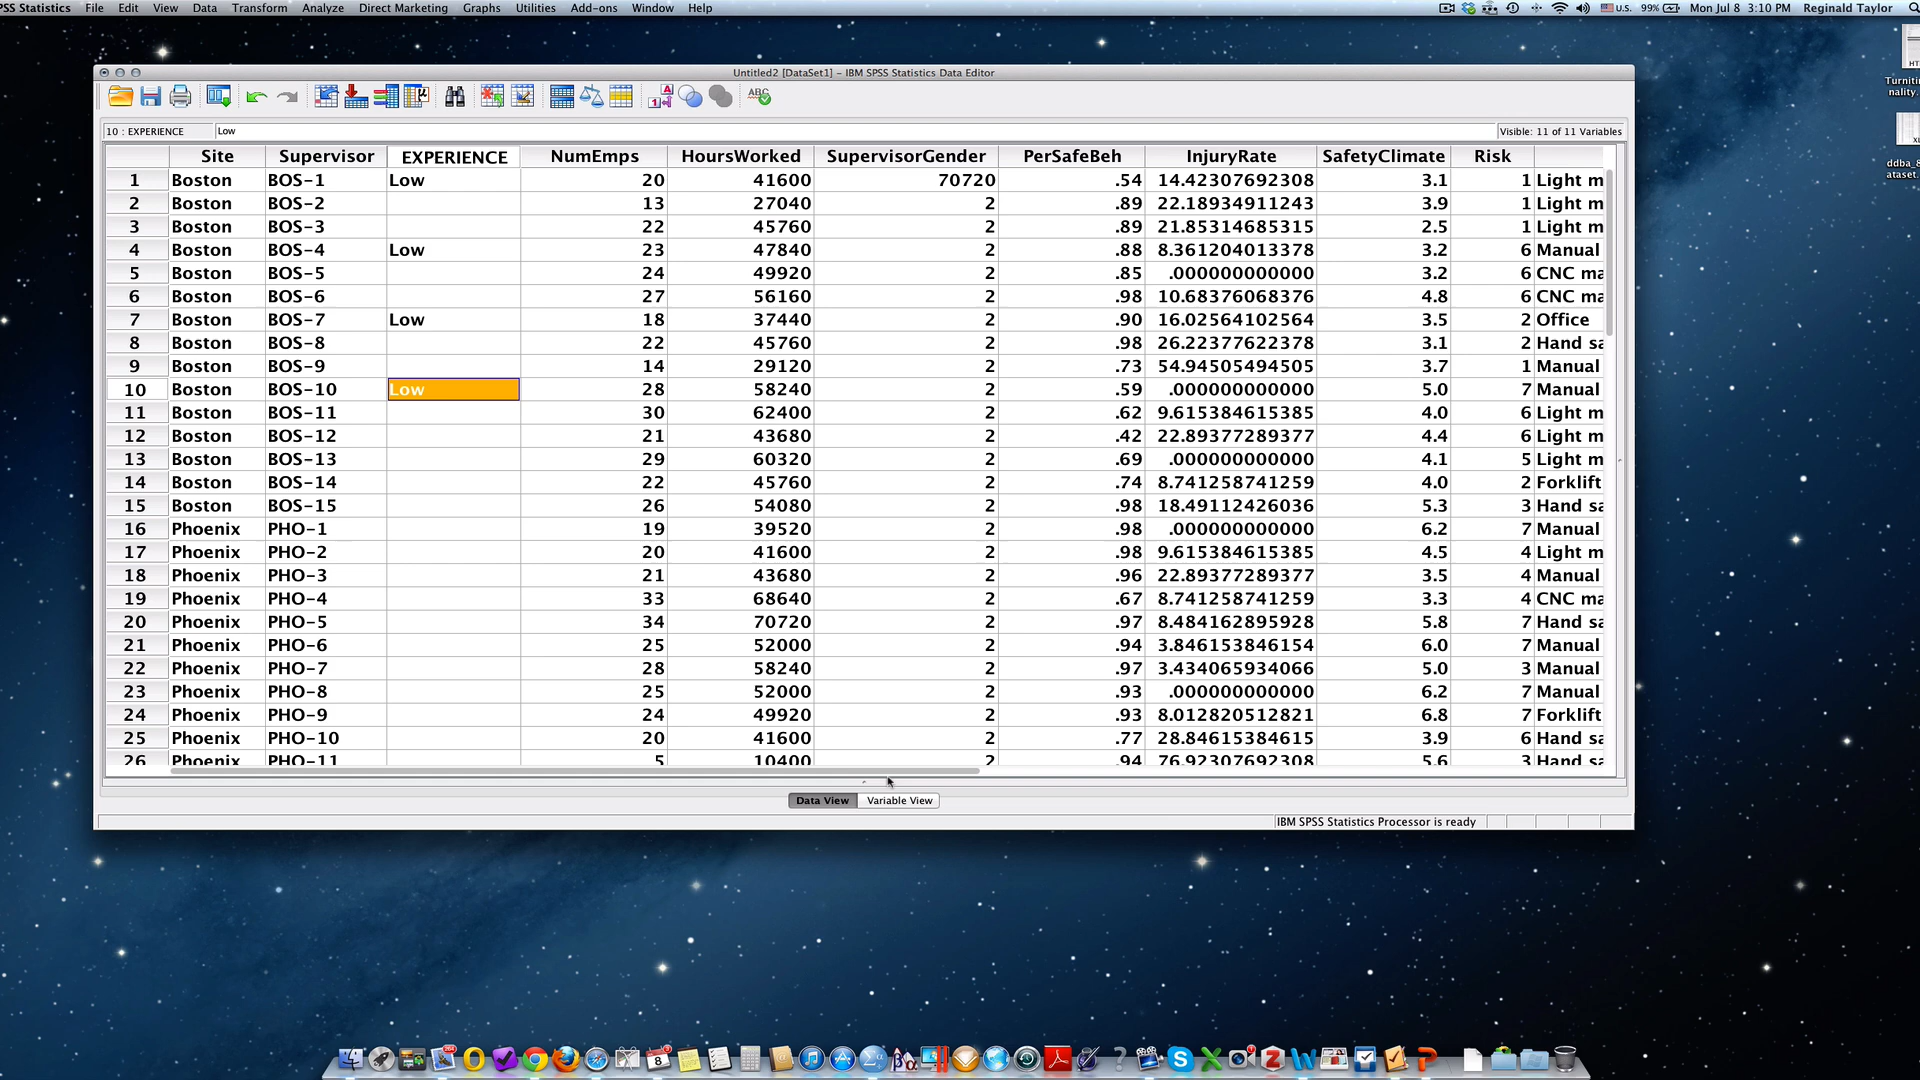 SPSS Statistics File Edit View Data Transform Analyze Direct Marketing Graphs Utilities Add-ons Window Help U.S. 99% Mon Jul 8 3:10 PM Reginald Taylor
Untitled2 [DataSet1] – IBM SPSS Statistics Data Editor
10 : EXPERIENCE Low Visible: 11 of 11 Variables
Site Supervisor EXPERIENCE NumEmps HoursWorked SupervisorGender PerSafeBeh InjuryRate SafetyClimate Risk
1 Boston BOS-1 Low 20 41600 70720 .54 14.42307692308 3.1 1 Light m
2 Boston BOS-2 13 27040 2 .89 22.18934911243 3.9 1 Light m
3 Boston BOS-3 22 45760 2 .89 21.85314685315 2.5 1 Light m
4 Boston BOS-4 Low 23 47840 2 .88 8.361204013378 3.2 6 Manual
5 Boston BOS-5 24 49920 2 .85 .000000000000 3.2 6 CNC ma
6 Boston BOS-6 27 56160 2 .98 10.68376068376 4.8 6 CNC ma
7 Boston BOS-7 Low 18 37440 2 .90 16.02564102564 3.5 2 Office
8 Boston BOS-8 22 45760 2 .98 26.22377622378 3.1 2 Hand sa
9 Boston BOS-9 14 29120 2 .73 54.94505494505 3.7 1 Manual
10 Boston BOS-10 Low 28 58240 2 .59 .000000000000 5.0 7 Manual
11 Boston BOS-11 30 62400 2 .62 9.615384615385 4.0 6 Light m
12 Boston BOS-12 21 43680 2 .42 22.89377289377 4.4 6 Light m
13 Boston BOS-13 29 60320 2 .69 .000000000000 4.1 5 Light m
14 Boston BOS-14 22 45760 2 .74 8.741258741259 4.0 2 Forklift
15 Boston BOS-15 26 54080 2 .98 18.49112426036 5.3 3 Hand sa
16 Phoenix PHO-1 19 39520 2 .98 .000000000000 6.2 7 Manual
17 Phoenix PHO-2 20 41600 2 .98 9.615384615385 4.5 4 Light m
18 Phoenix PHO-3 21 43680 2 .96 22.89377289377 3.5 4 Manual
19 Phoenix PHO-4 33 68640 2 .67 8.741258741259 3.3 4 CNC ma
20 Phoenix PHO-5 34 70720 2 .97 8.484162895928 5.8 7 Hand sa
21 Phoenix PHO-6 25 52000 2 .94 3.846153846154 6.0 7 Manual
22 Phoenix PHO-7 28 58240 2 .97 3.434065934066 5.0 3 Manual
23 Phoenix PHO-8 25 52000 2 .93 .000000000000 6.2 7 Manual
24 Phoenix PHO-9 24 49920 2 .93 8.012820512821 6.8 7 Forklift
25 Phoenix PHO-10 20 41600 2 .77 28.84615384615 3.9 6 Hand sa
26 Phoenix PHO-11 5 10400 2 .94 76.92307692308 5.6 3 Hand sa
Data View Variable View
IBM SPSS Statistics Processor is ready
Turnitin
nality.
ddba_8
ataset.